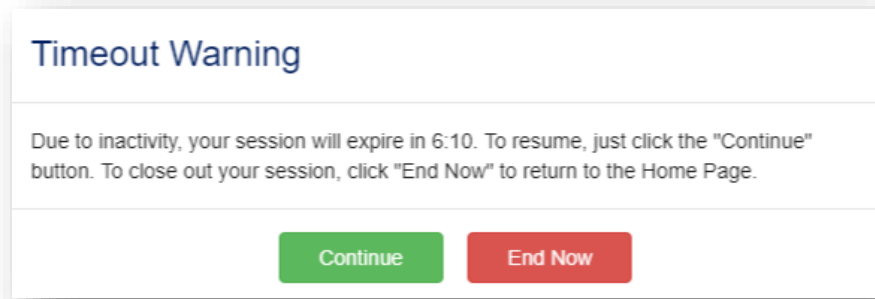 Timeout Warning
Due to inactivity, your session will expire in 6:10. To resume, just click the "Continue"
button. To close out your session, click "End Now" to return to the Home Page.
Continue
End Now